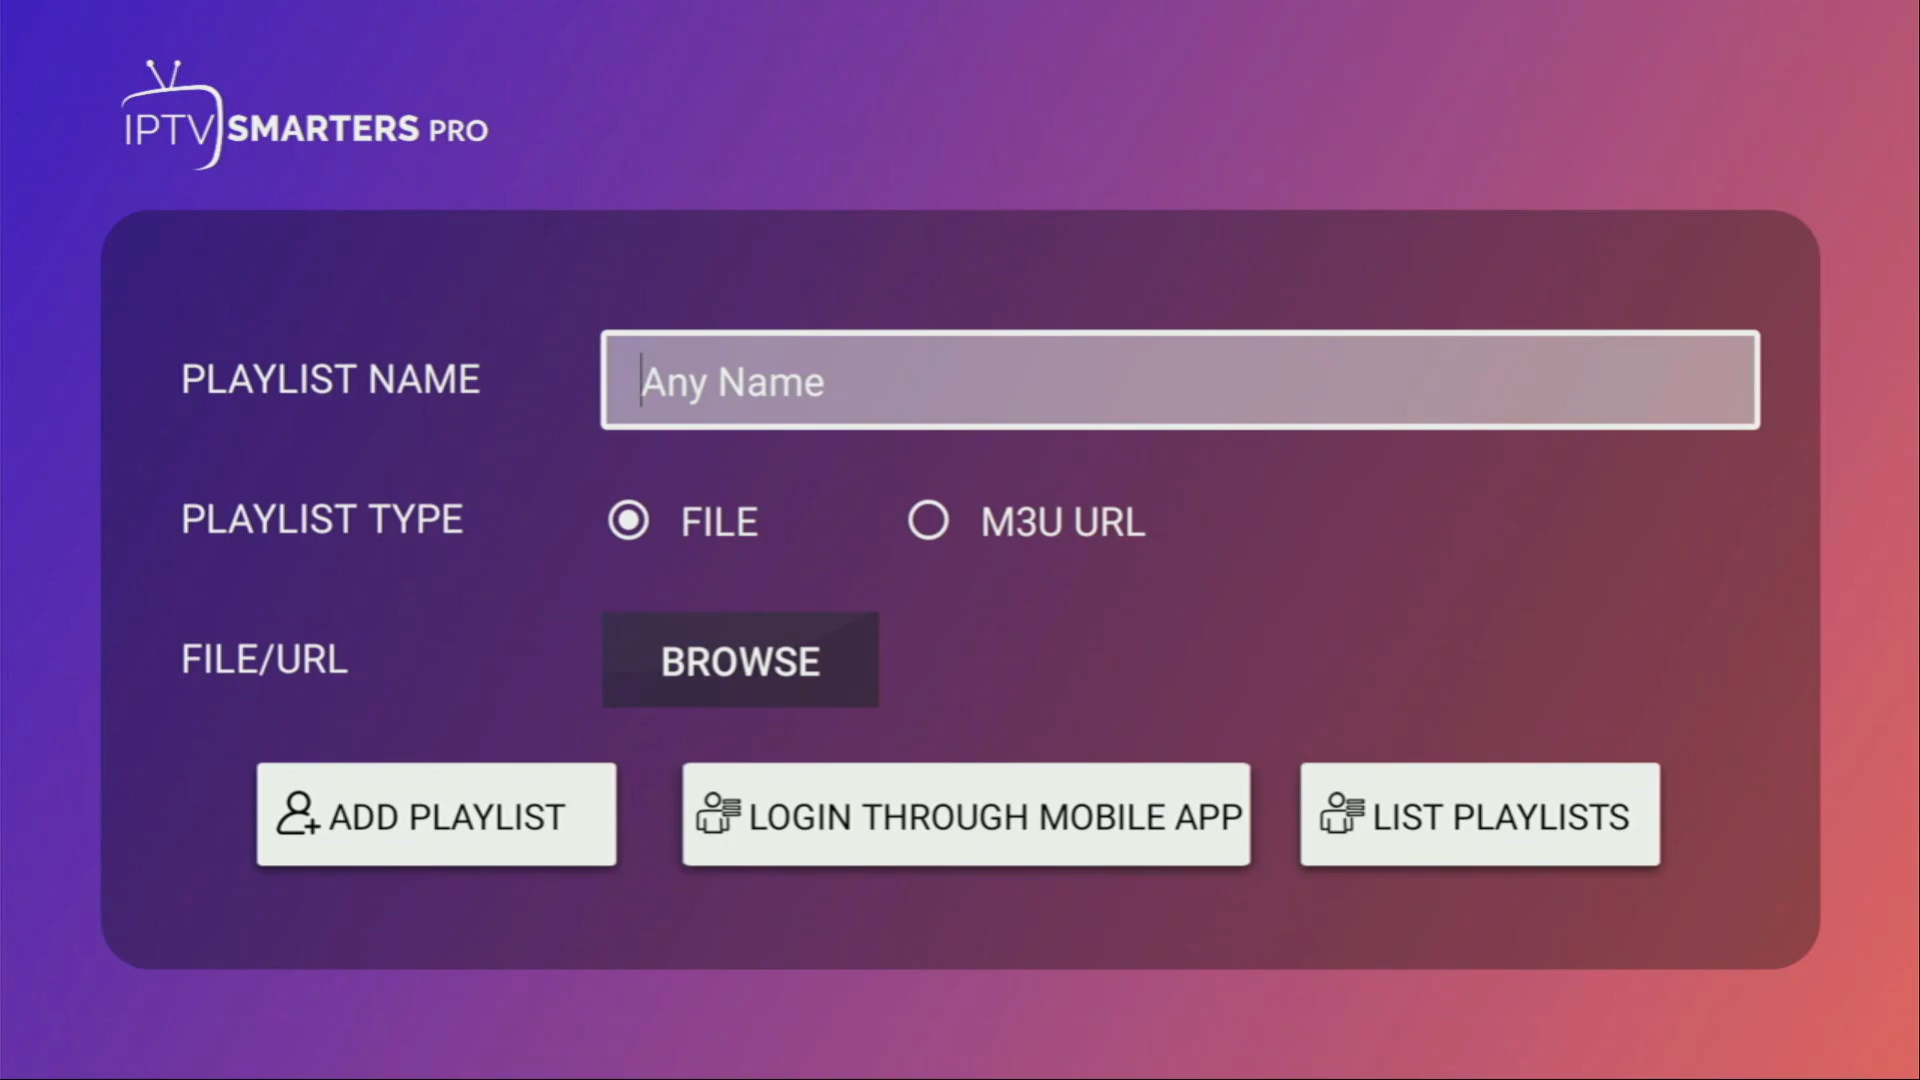 IPTV SMARTERS PRO
PLAYLIST NAME
Any Name
PLAYLIST TYPE
FILE
M3U URL
FILE/URL
BROWSE
ADD PLAYLIST
LOGIN THROUGH MOBILE APP
LIST PLAYLISTS